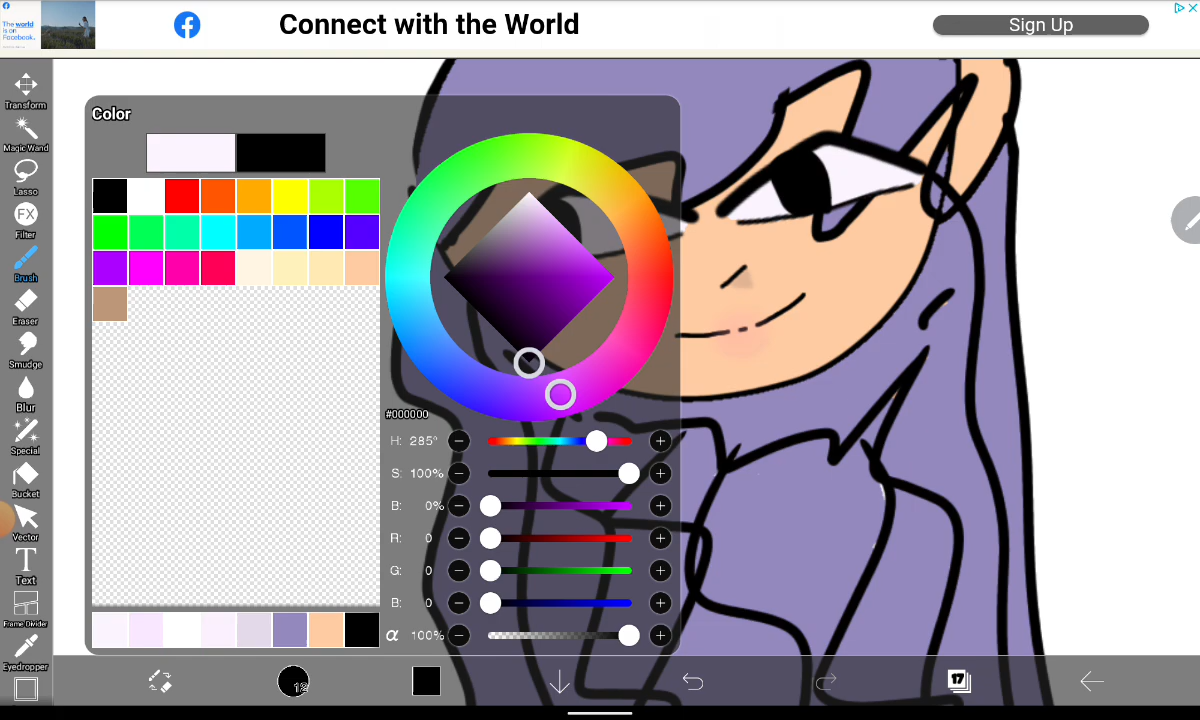 The world
is on
Facebook.
Connect with the World
Sign Up
Transform
Magic Wand
Lasso
FX
Filter
Brush
Eraser
Smudge
Blur
Special
Bucket
Vector
T
Text
Frame Divider
Eyedropper
Color
#000000
H: 285°
S: 100%
B: 0%
R: 0
G: 0
B: 0
α 100%
12
17